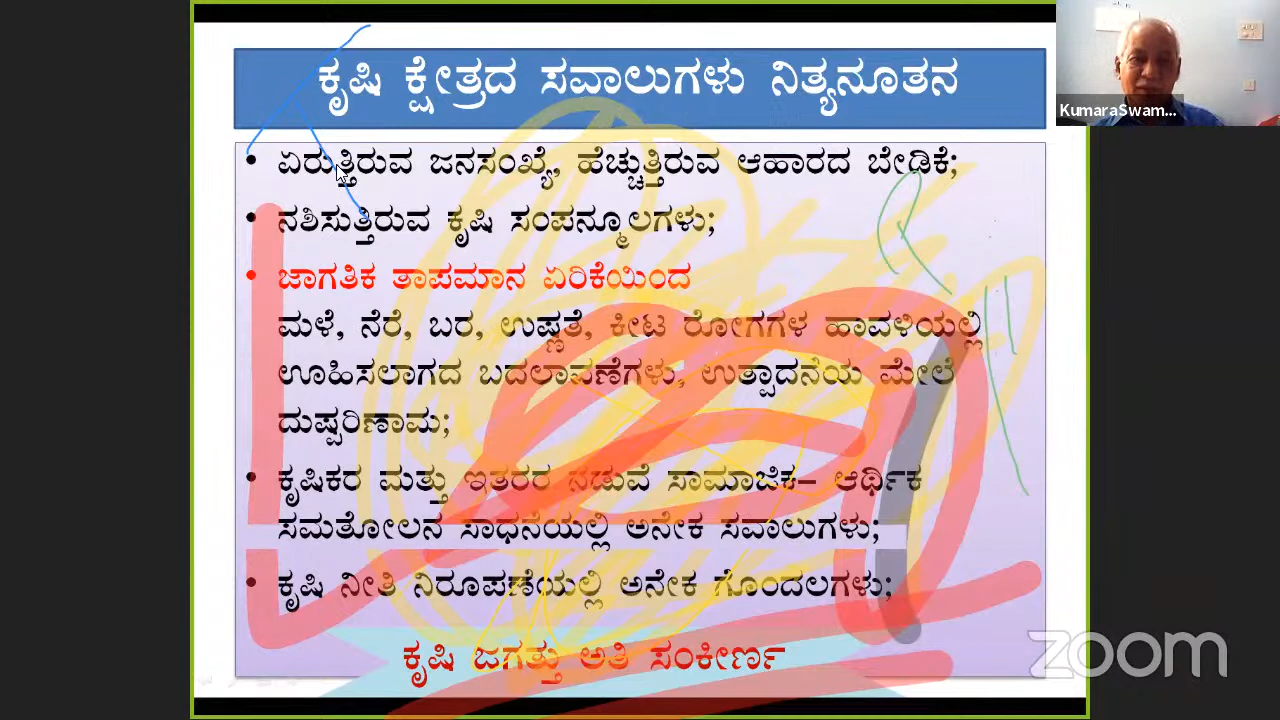 ಕೃಷಿ ಕ್ಷೇತ್ರದ ಸವಾಲುಗಳು ನಿತ್ಯನೂತನ
KumaraSwam...
• ಏರುತ್ತಿರುವ ಜನಸಂಖ್ಯೆ, ಹೆಚ್ಚುತ್ತಿರುವ ಆಹಾರದ ಬೇಡಿಕೆ;
• ನಶಿಸುತ್ತಿರುವ ಕೃಷಿ ಸಂಪನ್ಮೂಲಗಳು;
• ಜಾಗತಿಕ ತಾಪಮಾನ ಏರಿಕೆಯಿಂದ
ಮಳೆ, ನೆರೆ, ಬರ, ಉಷ್ಣತೆ, ಕೀಟ ರೋಗಗಳ ಹಾವಳಿಯಲ್ಲಿ
ಊಹಿಸಲಾಗದ ಬದಲಾವಣೆಗಳು, ಉತ್ಪಾದನೆಯ ಮೇಲೆ
ದುಷ್ಪರಿಣಾಮ;
• ಕೃಷಿಕರ ಮತ್ತು ಇತರರ ನಡುವೆ ಸಾಮಾಜಿಕ– ಆರ್ಥಿಕ
ಸಮತೋಲನ ಸಾಧನೆಯಲ್ಲಿ ಅನೇಕ ಸವಾಲುಗಳು;
• ಕೃಷಿ ನೀತಿ ನಿರೂಪಣೆಯಲ್ಲಿ ಅನೇಕ ಗೊಂದಲಗಳು;
ಕೃಷಿ ಜಗತ್ತು ಅತಿ ಸಂಕೀರ್ಣ
zoom